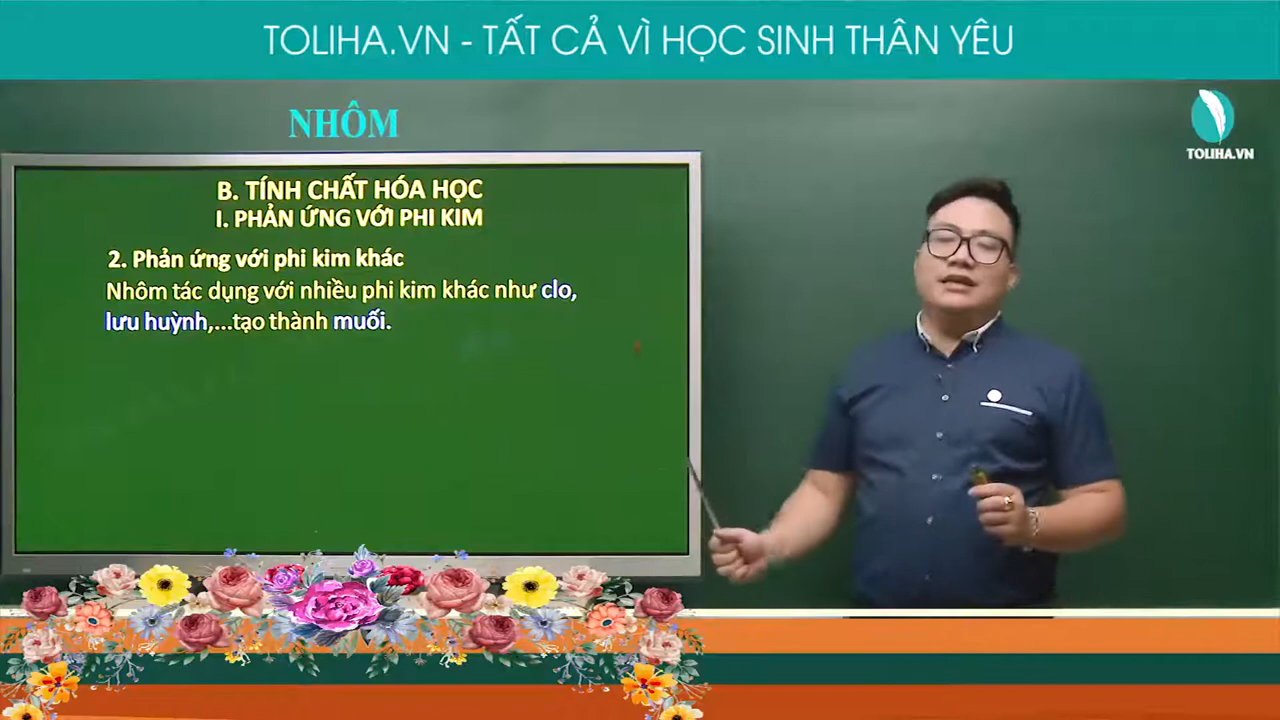 TOLIHA.VN - TẤT CẢ VÌ HỌC SINH THÂN YÊU
NHÔM
TOLIHA.VN
B. TÍNH CHẤT HÓA HỌC
I. PHẢN ỨNG VỚI PHI KIM
2. Phản ứng với phi kim khác
Nhôm tác dụng với nhiều phi kim khác như clo,
lưu huỳnh,...tạo thành muối.